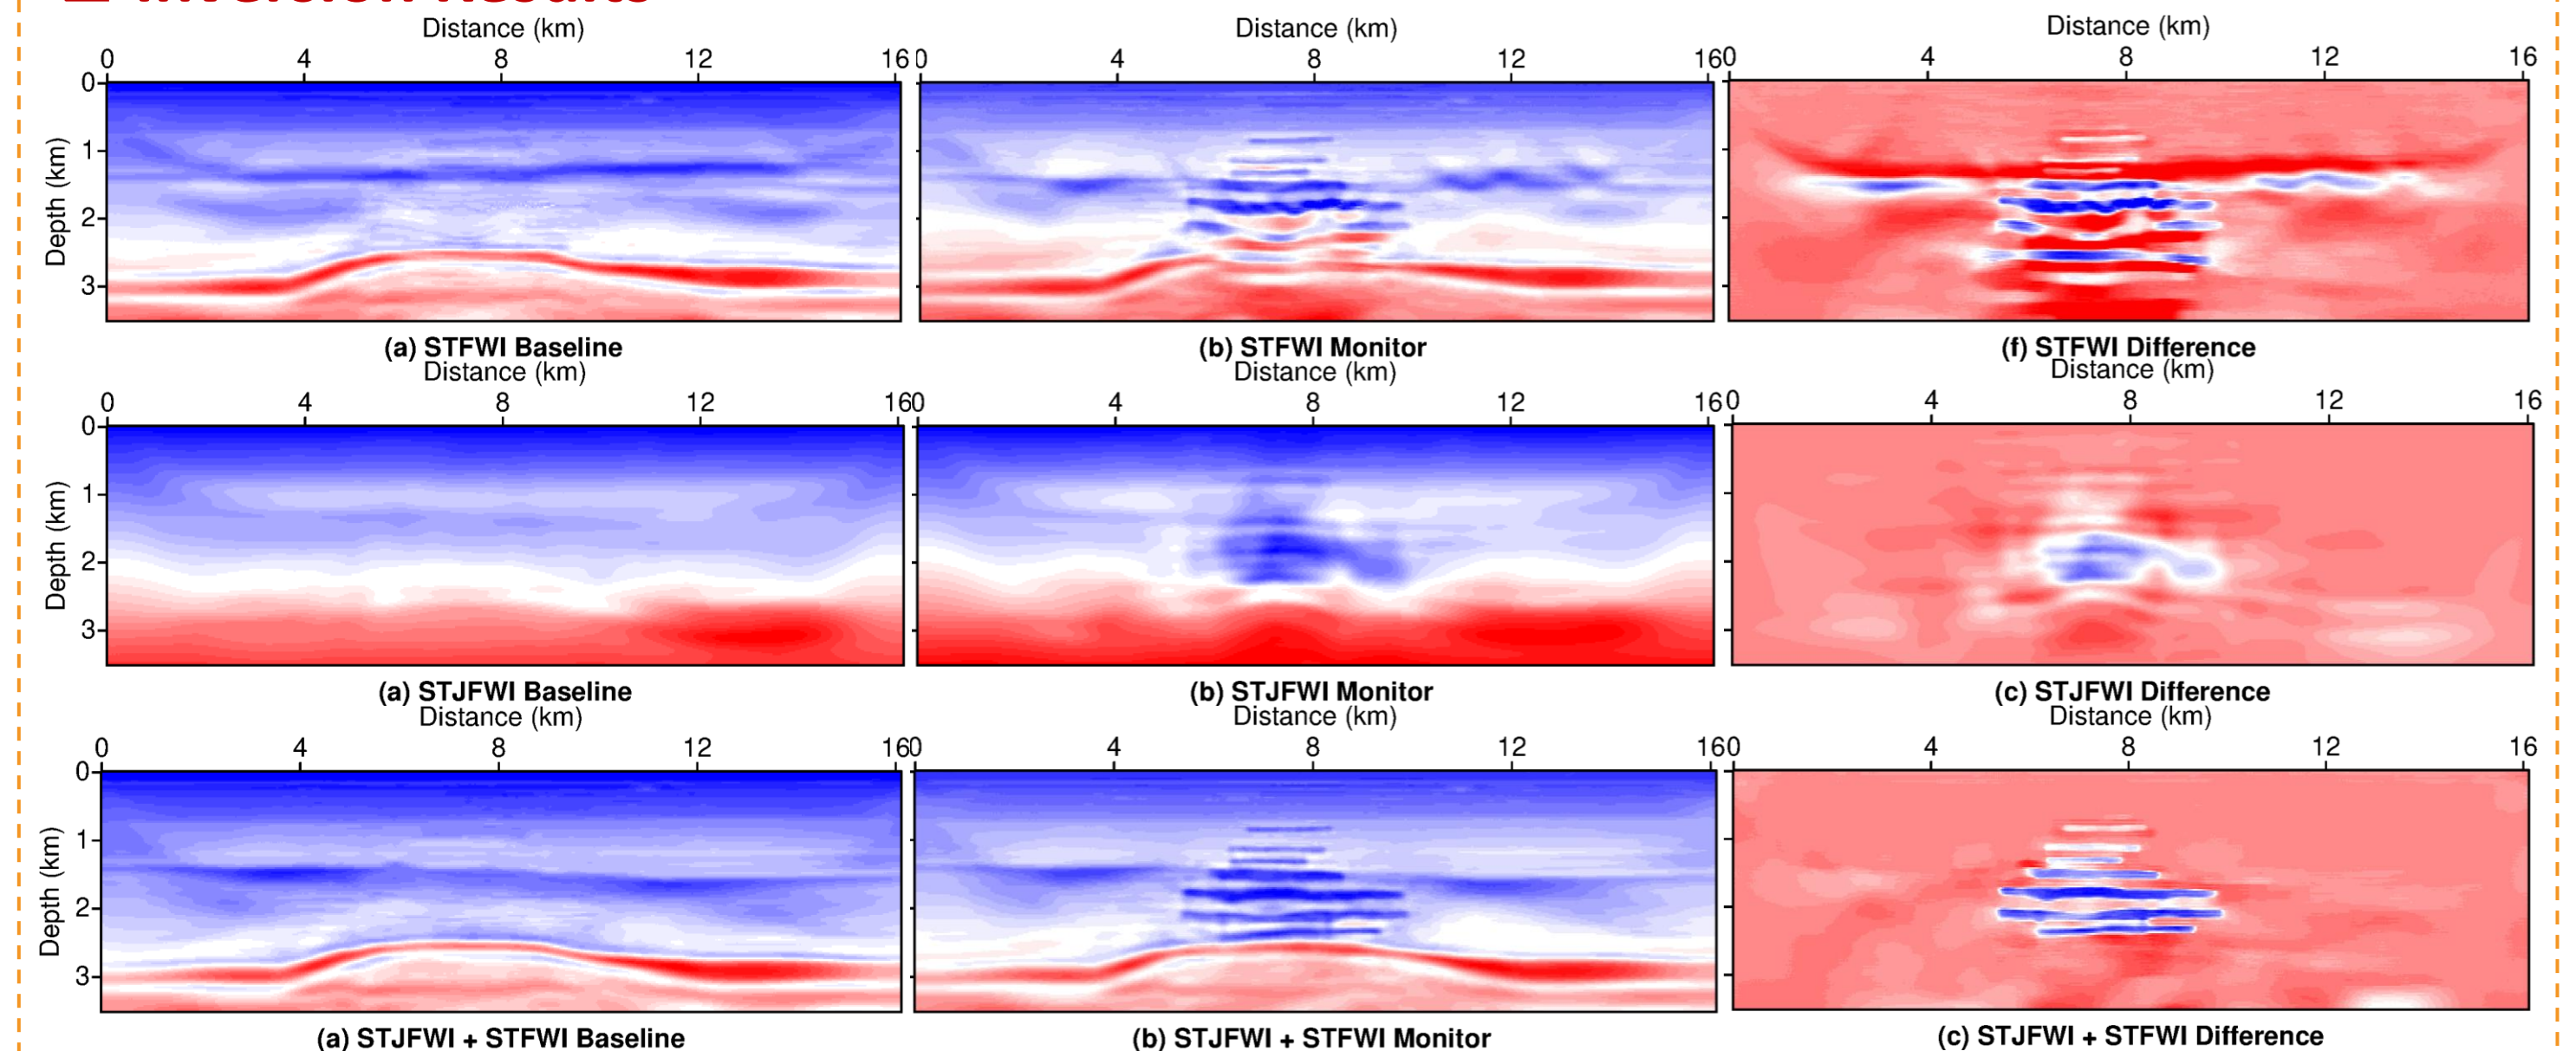 Inversion Results
Distance (km) Distance (km) Distance (km)
0 4 8 12 16 0 4 8 12 16 0 4 8 12 16
0
1
2
3
Depth (km)
(a) STFWI Baseline (b) STFWI Monitor (f) STFWI Difference
Distance (km) Distance (km) Distance (km)
0 4 8 12 16 0 4 8 12 16 0 4 8 12 16
0
1
2
3
Depth (km)
(a) STJFWI Baseline (b) STJFWI Monitor (c) STJFWI Difference
Distance (km) Distance (km) Distance (km)
0 4 8 12 16 0 4 8 12 16 0 4 8 12 16
0
1
2
3
Depth (km)
(a) STJFWI + STFWI Baseline (b) STJFWI + STFWI Monitor (c) STJFWI + STFWI Difference